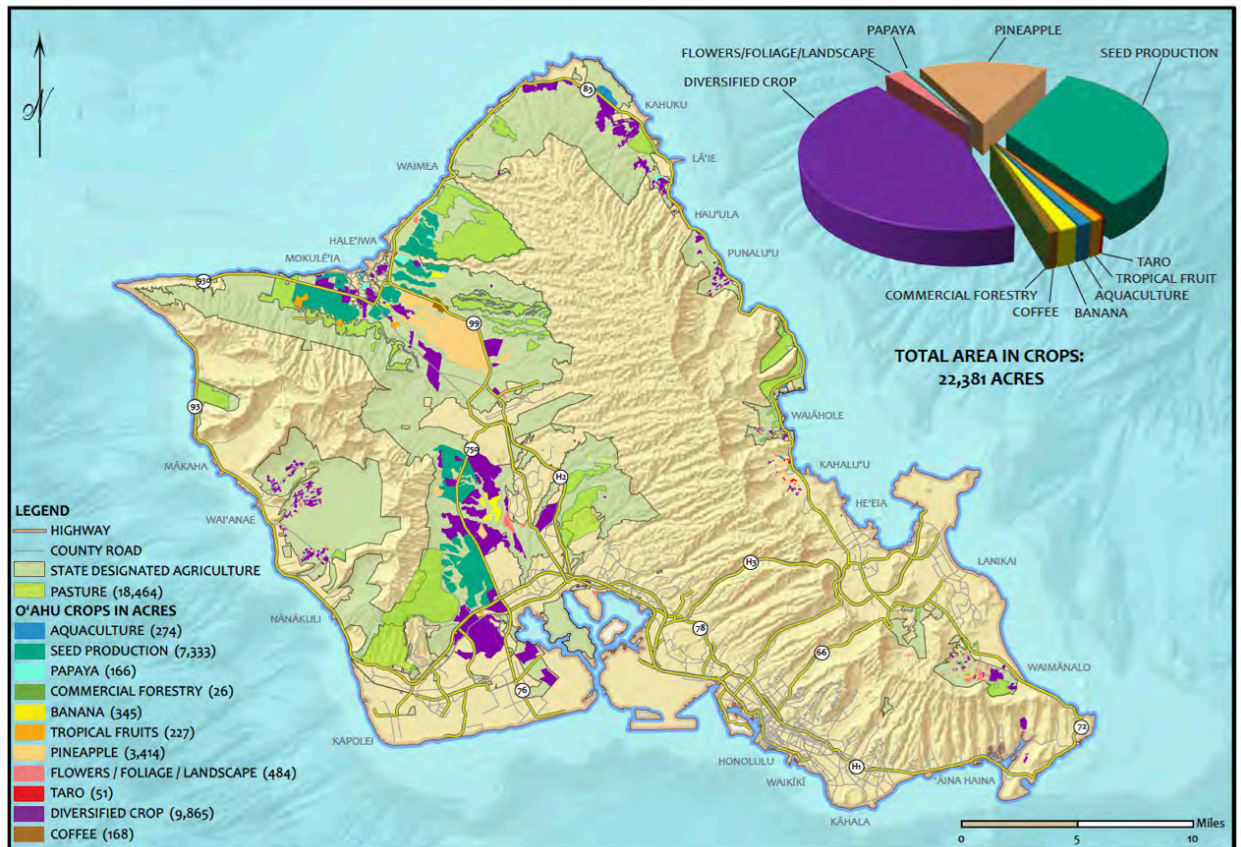 PAPAYA
PINEAPPLE
FLOWERS/FOLIAGE/LANDSCAPE
SEED PRODUCTION
DIVERSIFIED CROP
TARO
TROPICAL FRUIT
COMMERCIAL FORESTRY
AQUACULTURE
COFFEE
BANANA
TOTAL AREA IN CROPS:
22,381 ACRES
N
83
KAHUKU
WAIMEA
LĀʻIE
HAUʻULA
HALEʻIWA
PUNALUʻU
MOKULĒʻIA
930
99
93
WAIĀHOLE
750
MĀKAHA
H2
KAHALUʻU
HEʻEIA
WAIʻANAE
LANIKAI
H3
NĀNĀKULI
78
66
WAIMĀNALO
76
72
KAPOLEI
HONOLULU
H1
WAIKĪKĪ
ʻĀINA HAINA
KĀHALA
LEGEND
HIGHWAY
COUNTY ROAD
STATE DESIGNATED AGRICULTURE
PASTURE (18,464)
OʻAHU CROPS IN ACRES
AQUACULTURE (274)
SEED PRODUCTION (7,333)
PAPAYA (166)
COMMERCIAL FORESTRY (26)
BANANA (345)
TROPICAL FRUITS (227)
PINEAPPLE (3,414)
FLOWERS / FOLIAGE / LANDSCAPE (484)
TARO (51)
DIVERSIFIED CROP (9,865)
COFFEE (168)
Miles
0 5 10